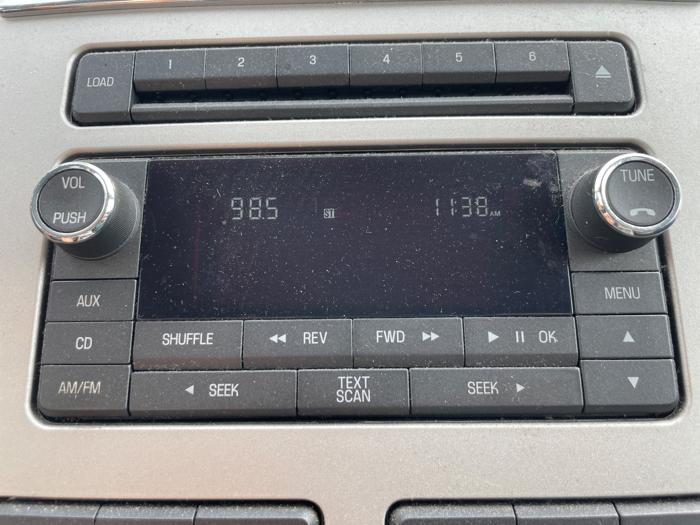 LOAD 1 2 3 4 5 6
VOL
PUSH
98.5 ST 11:38 AM
TUNE
AUX
MENU
CD
SHUFFLE REV FWD OK
AM/FM
SEEK TEXT SCAN SEEK